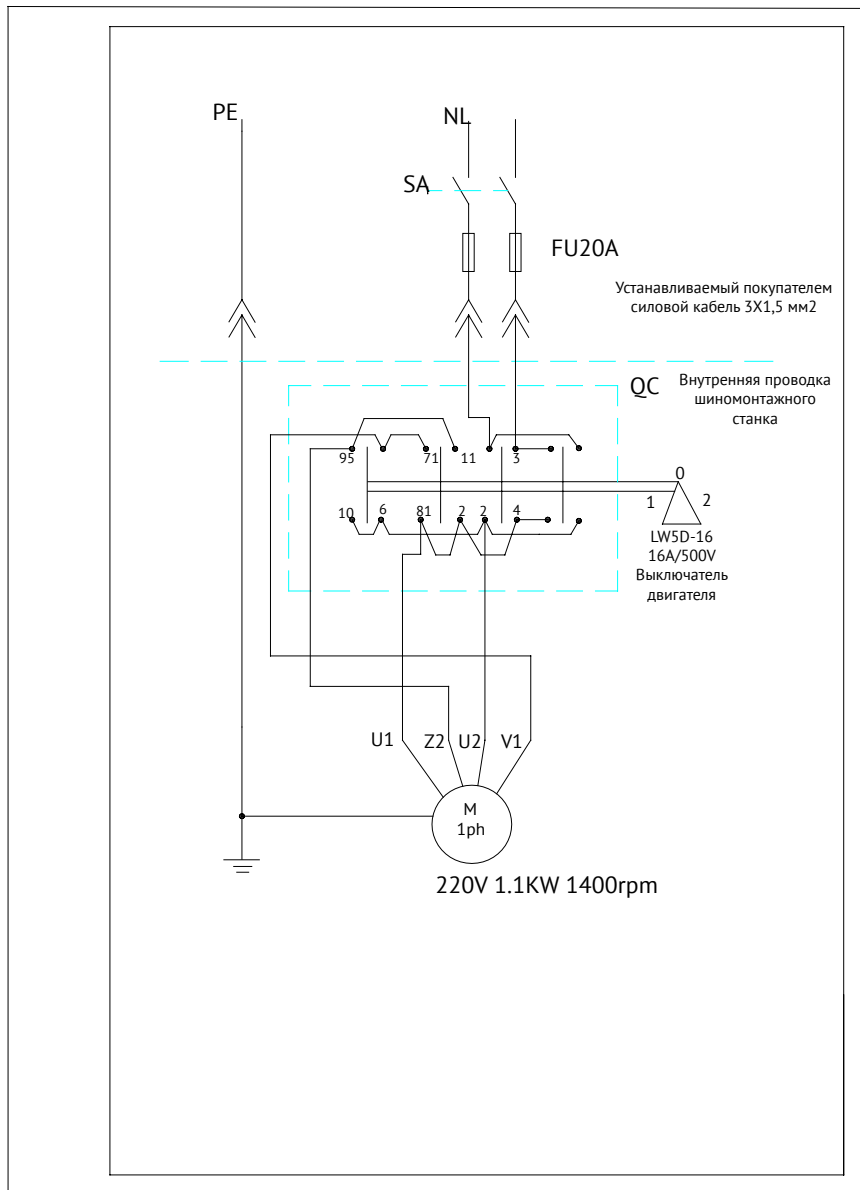 PE
NL
SA
FU20A
Устанавливаемый покупателем
силовой кабель 3X1,5 мм2
QC
Внутренняя проводка
шиномонтажного
станка
95 71 11 3
0
1 2
10 6 81 2 2 4
LW5D-16
16A/500V
Выключатель
двигателя
U1 Z2 U2 V1
M
1ph
220V 1.1KW 1400rpm